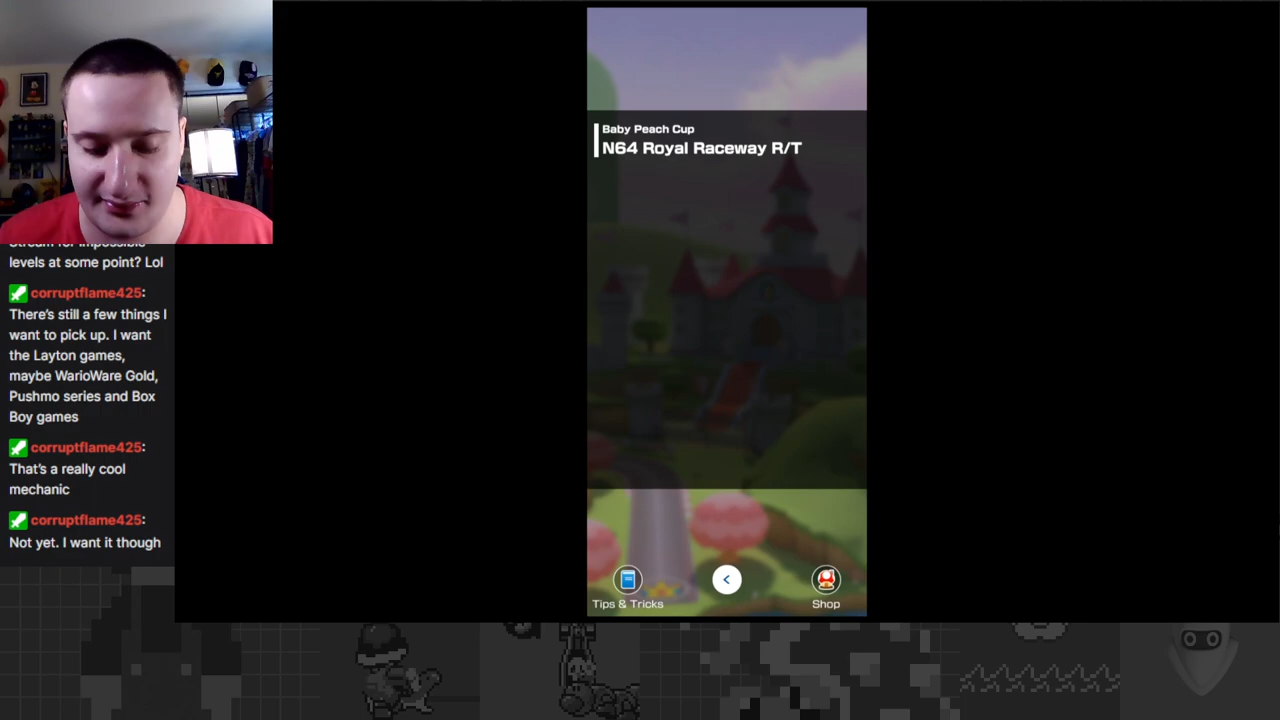 levels at some point? Lol
corruptflame425:
There's still a few things I
want to pick up. I want
the Layton games,
maybe WarioWare Gold,
Pushmo series and Box
Boy games
corruptflame425:
That's a really cool
mechanic
corruptflame425:
Not yet. I want it though
Baby Peach Cup
N64 Royal Raceway R/T
Tips & Tricks
Shop